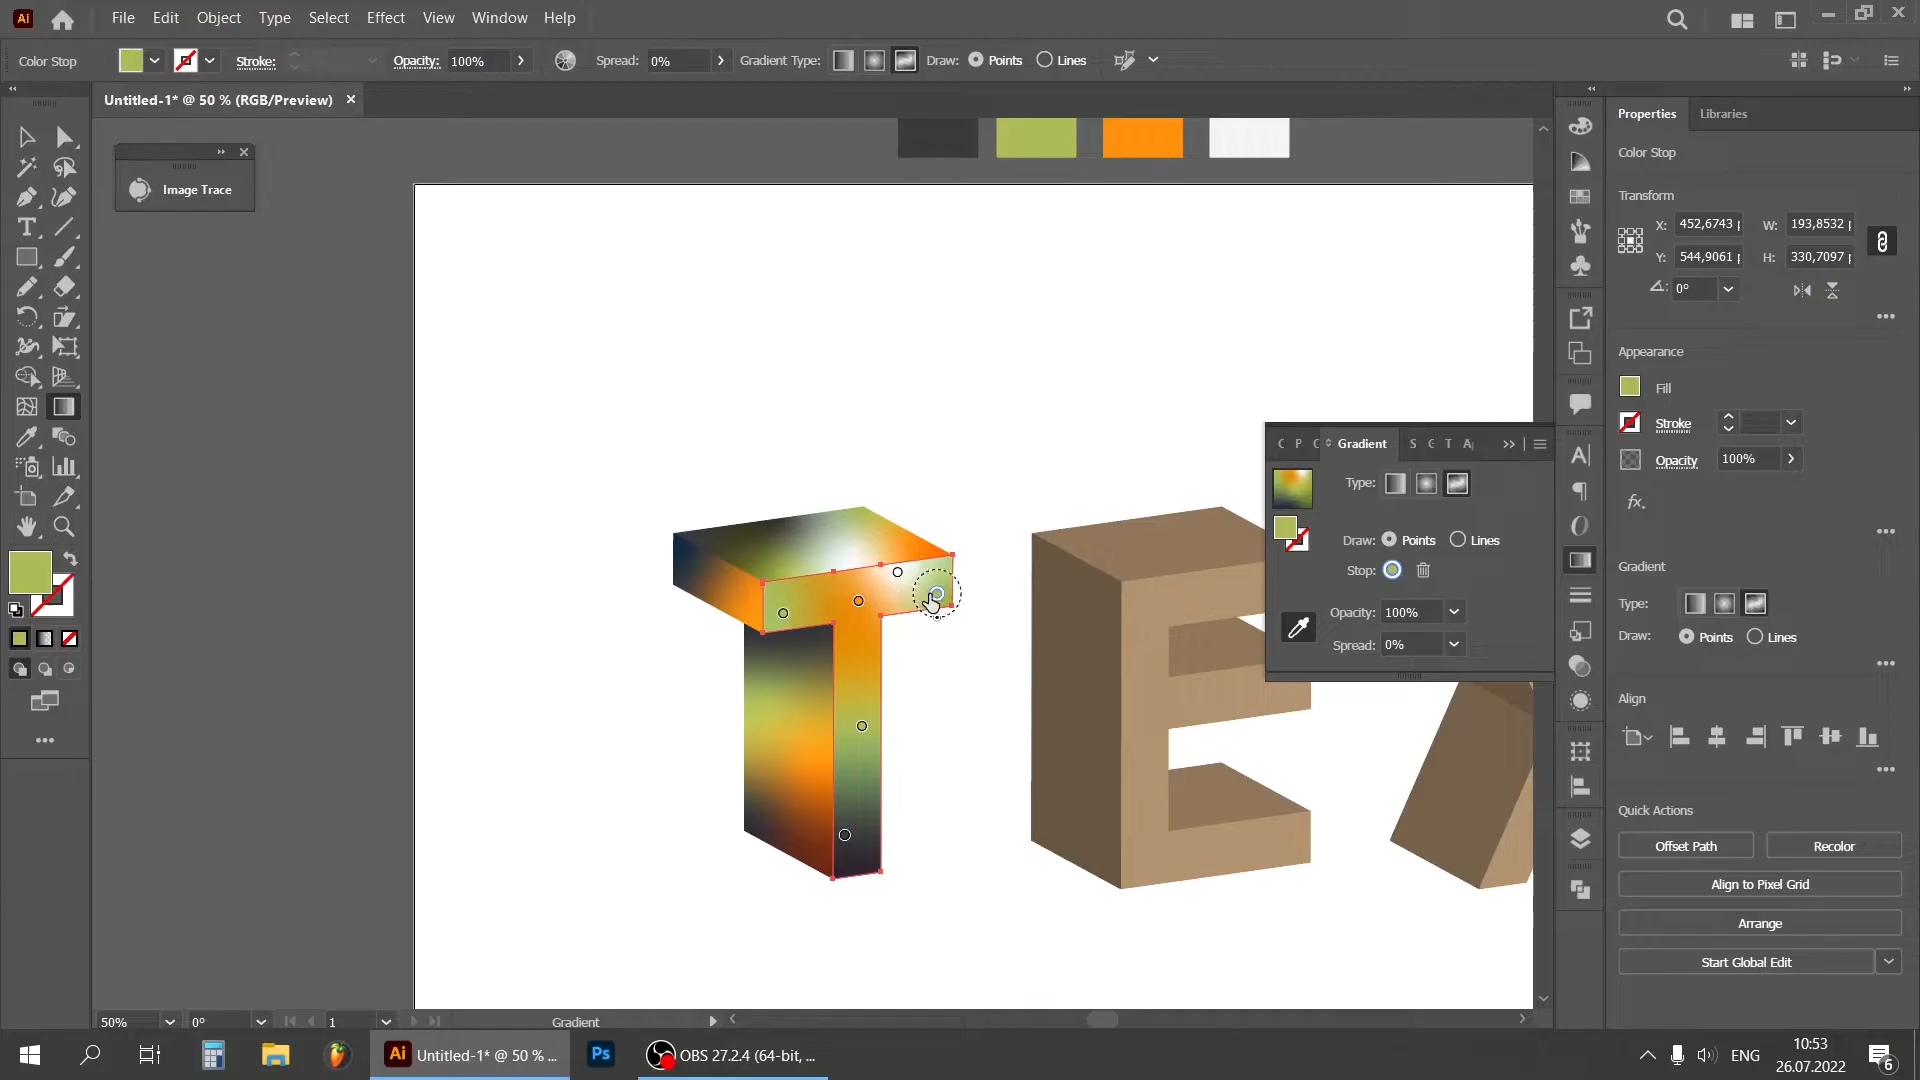 Ai File Edit Object Type Select Effect View Window Help
Color Stop Stroke: Opacity: 100% Spread: 0% Gradient Type: Draw: Points Lines
Untitled-1* @ 50 % (RGB/Preview)
Image Trace
Properties Libraries
Color Stop
Transform
X: 452,6743 W: 193,8532
Y: 544,9061 H: 330,7097
0°
Appearance
Fill
Stroke
Opacity 100%
fx.
Gradient
Type:
Draw: Points Lines
Align
Quick Actions
Offset Path Recolor
Align to Pixel Grid
Arrange
Start Global Edit
C P C Gradient S G T A
Type:
Draw: Points Lines
Stop:
Opacity: 100%
Spread: 0%
50% 0° 1 Gradient
Ai Untitled-1* @ 50 % ... Ps OBS 27.2.4 (64-bit, ... ENG 10:53
26.07.2022 6